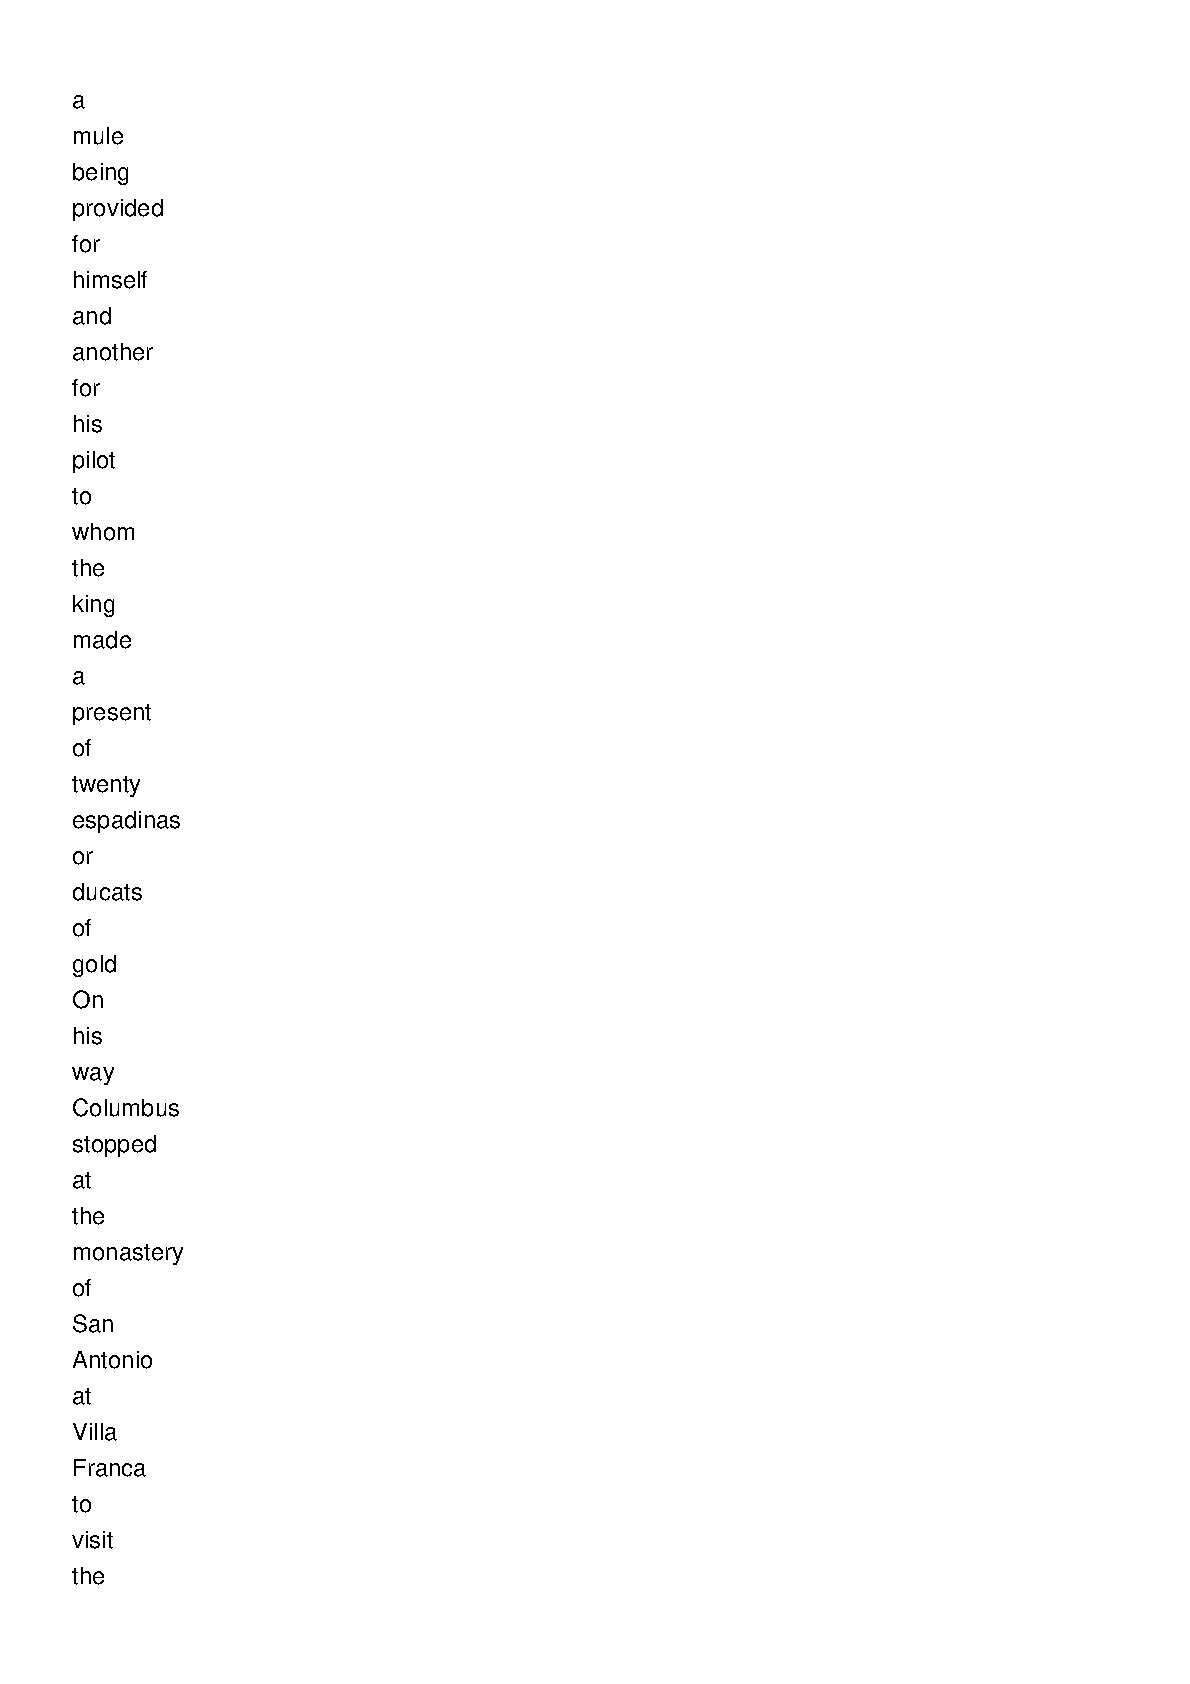 a
mule
being
provided
for
himself
and
another
for
his
pilot
to
whom
the
king
made
a
present
of
twenty
espadinas
or
ducats
of
gold
On
his
way
Columbus
stopped
at
the
monastery
of
San
Antonio
at
Villa
Franca
to
visit
the